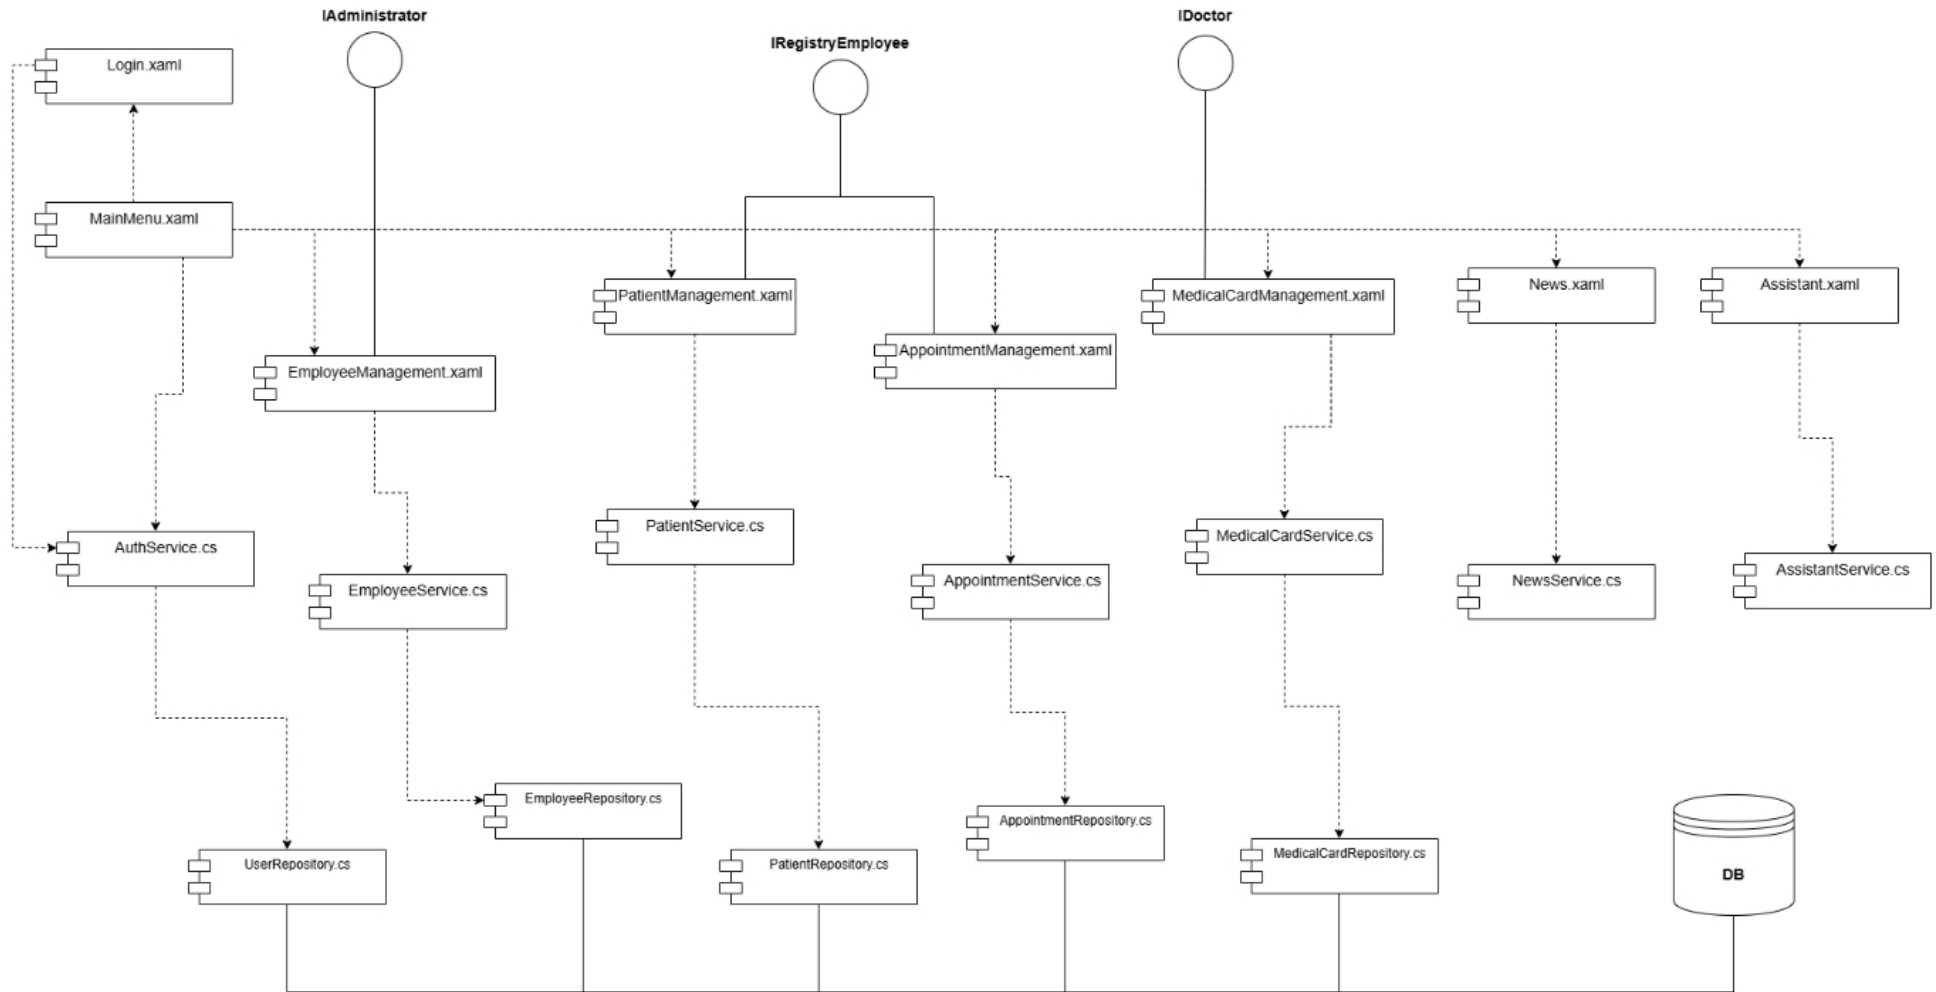 IAdministrator
IDoctor
IRegistryEmployee
Login.xaml
MainMenu.xaml
News.xaml
Assistant.xaml
PatientManagement.xaml
MedicalCardManagement.xaml
AppointmentManagement.xaml
EmployeeManagement.xaml
PatientService.cs
MedicalCardService.cs
AuthService.cs
AssistantService.cs
AppointmentService.cs
NewsService.cs
EmployeeService.cs
EmployeeRepository.cs
AppointmentRepository.cs
MedicalCardRepository.cs
UserRepository.cs
PatientRepository.cs
DB